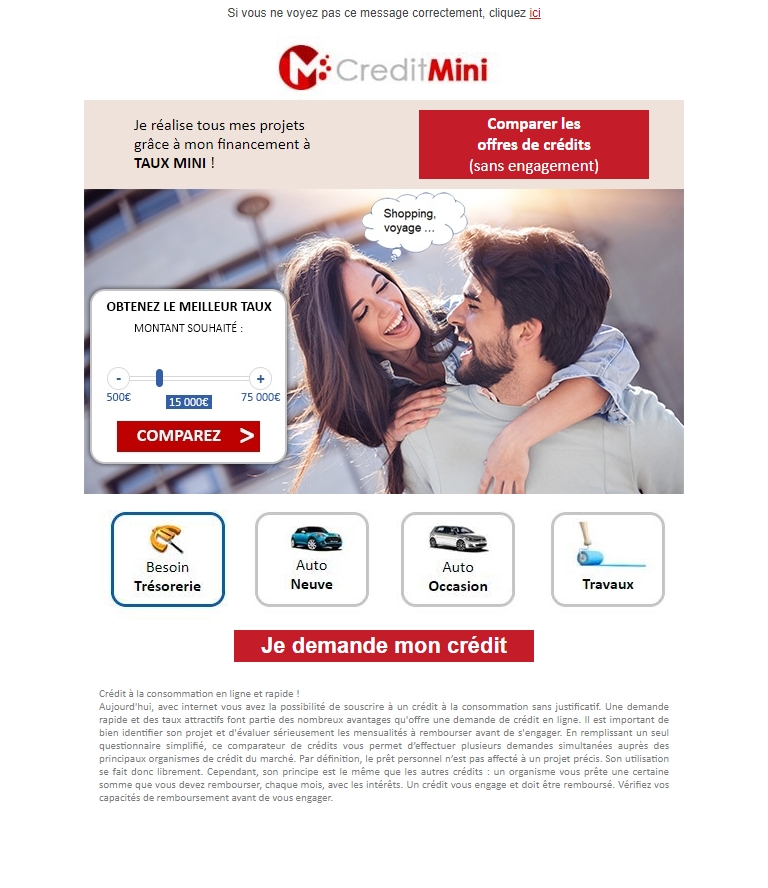 Si vous ne voyez pas ce message correctement, cliquez ici
CreditMini
Je réalise tous mes projets
grâce à mon financement à
TAUX MINI !
Comparer les
offres de crédits
(sans engagement)
Shopping,
voyage ...
OBTENEZ LE MEILLEUR TAUX
MONTANT SOUHAITÉ :
- +
500€ 15 000€ 75 000€
COMPAREZ >
Besoin
Trésorerie
Auto
Neuve
Auto
Occasion
Travaux
Je demande mon crédit
Crédit à la consommation en ligne et rapide !
Aujourd'hui, avec internet vous avez la possibilité de souscrire à un crédit à la consommation sans justificatif. Une demande
rapide et des taux attractifs font partie des nombreux avantages qu'offre une demande de crédit en ligne. Il est important de
bien identifier son projet et d'évaluer sérieusement les mensualités à rembourser avant de s'engager. En remplissant un seul
questionnaire simplifié, ce comparateur de crédits vous permet d’effectuer plusieurs demandes simultanées auprès des
principaux organismes de crédit du marché. Par définition, le prêt personnel n’est pas affecté à un projet précis. Son utilisation
se fait donc librement. Cependant, son principe est le même que les autres crédits : un organisme vous prête une certaine
somme que vous devez rembourser, chaque mois, avec les intérêts. Un crédit vous engage et doit être remboursé. Vérifiez vos
capacités de remboursement avant de vous engager.